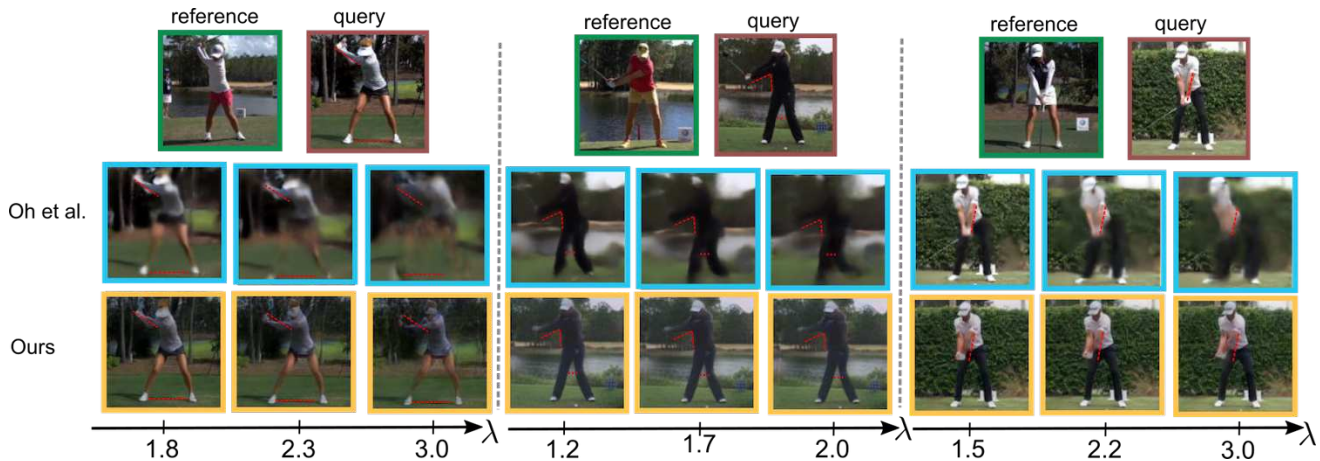 reference query
reference query
reference query
Oh et al.
Ours
1.8 2.3 3.0 λ
1.2 1.7 2.0 λ
1.5 2.2 3.0 λ